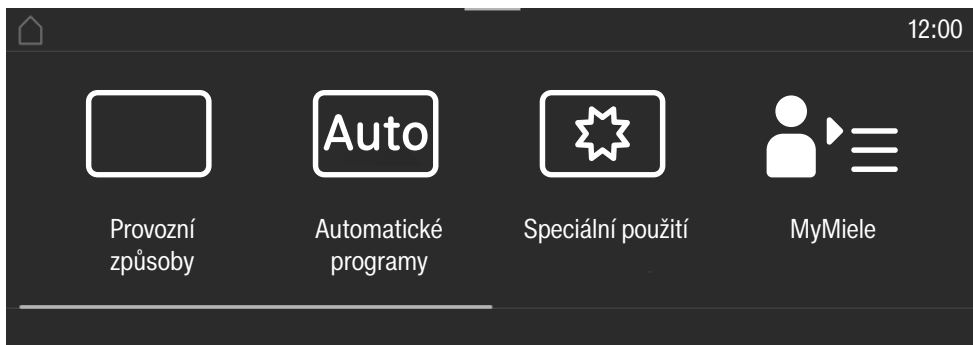 12:00
Auto
Provozní
způsoby
Automatické
programy
Speciální použití
MyMiele